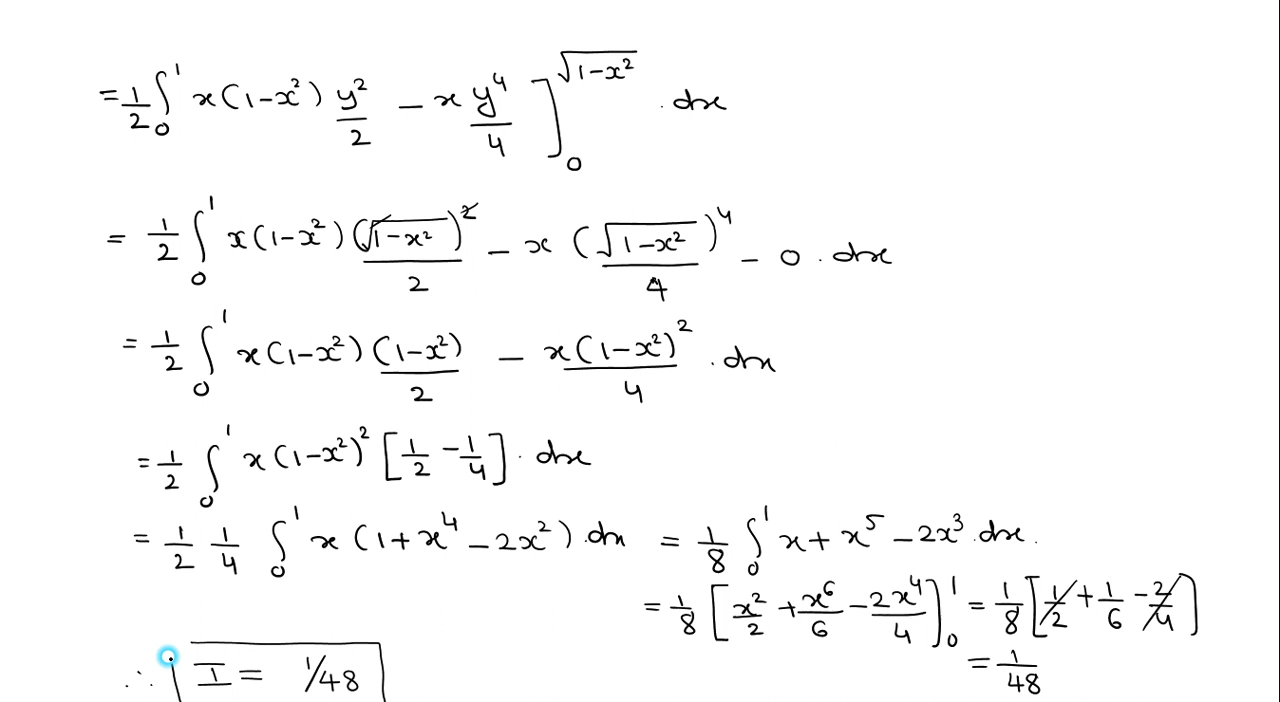 = 1/2 ∫₀¹ x(1-x²) y²/2 - x y⁴/4 ]₀^√(1-x²) . dx
= 1/2 ∫₀¹ x(1-x²) (√(1-x²))²/2 - x (√(1-x²))⁴/4 - 0 . dx
= 1/2 ∫₀¹ x(1-x²) (1-x²)/2 - x(1-x²)²/4 . dx
= 1/2 ∫₀¹ x(1-x²)² [1/2 - 1/4] . dx
= 1/2 1/4 ∫₀¹ x (1+x⁴-2x²) . dx = 1/8 ∫₀¹ x + x⁵ - 2x³ . dx.
= 1/8 [x²/2 + x⁶/6 - 2x⁴/4]₀¹ = 1/8 [1/2 + 1/6 - 2/4]
= 1/48
∴ I = 1/48